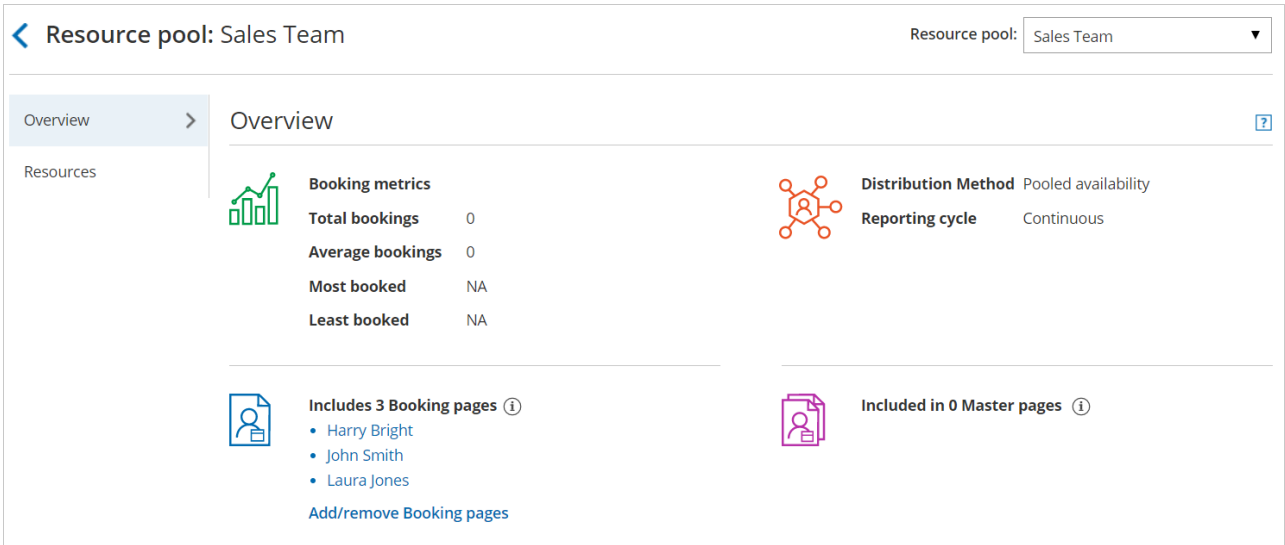 Resource pool: Sales Team
Resource pool: Sales Team
Overview
Resources
Overview
?
Booking metrics
Total bookings 0
Average bookings 0
Most booked NA
Least booked NA
Distribution Method Pooled availability
Reporting cycle Continuous
Includes 3 Booking pages i
Harry Bright
John Smith
Laura Jones
Add/remove Booking pages
Included in 0 Master pages i